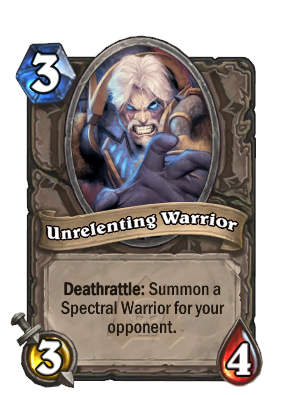 3
Unrelenting Warrior
Deathrattle: Summon a
Spectral Warrior for your
opponent.
3
4